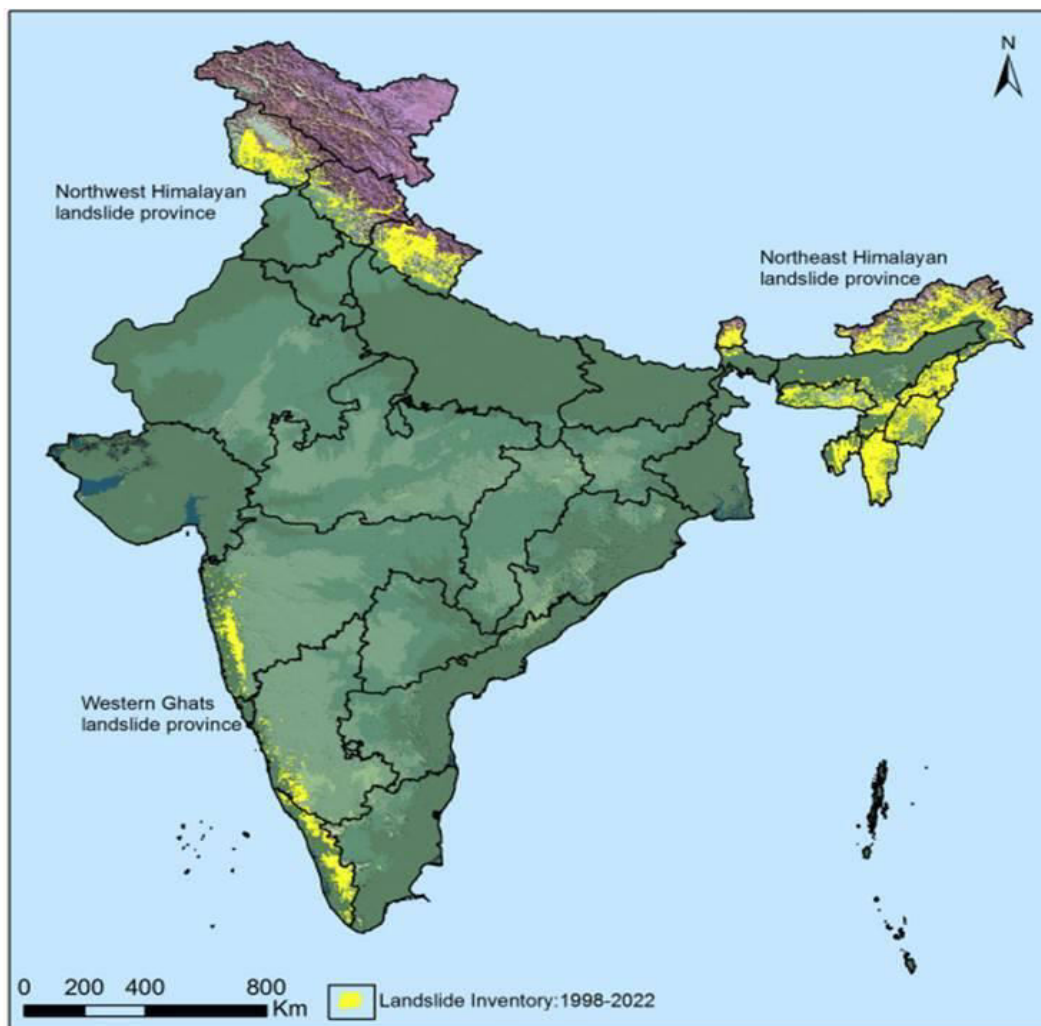 N
Northwest Himalayan
landslide province
Northeast Himalayan
landslide province
Western Ghats
landslide province
0 200 400 800
Km
Landslide Inventory:1998-2022